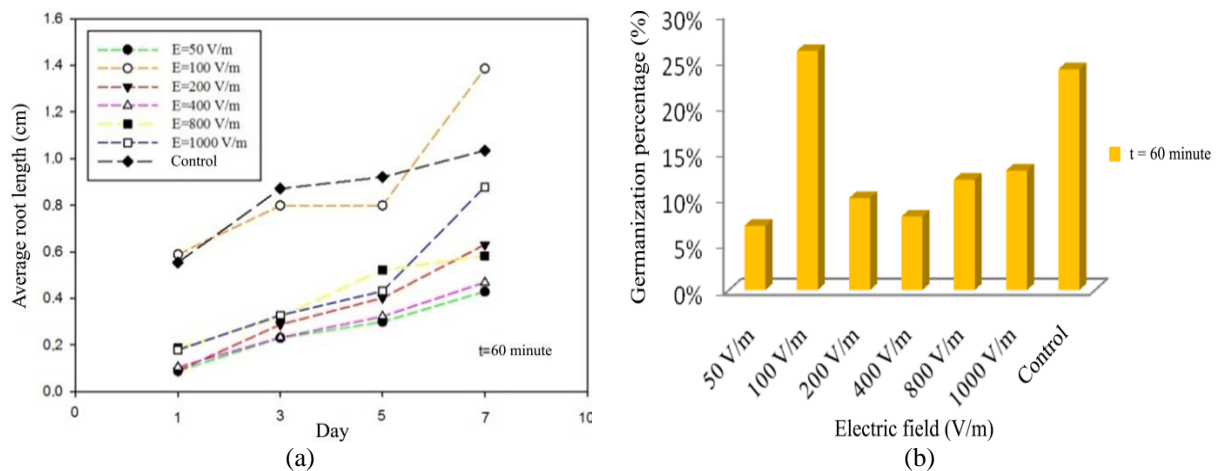 1.6
1.4
1.2
1.0
0.8
0.6
0.4
0.2
0.0
Average root length (cm)
E=50 V/m
E=100 V/m
E=200 V/m
E=400 V/m
E=800 V/m
E=1000 V/m
Control
t=60 minute
0 1 3 5 7 10
Day
(a)
30%
25%
20%
15%
10%
5%
0%
Germanization percentage (%)
t = 60 minute
50 V/m
100 V/m
200 V/m
400 V/m
800 V/m
1000 V/m
Control
Electric field (V/m)
(b)